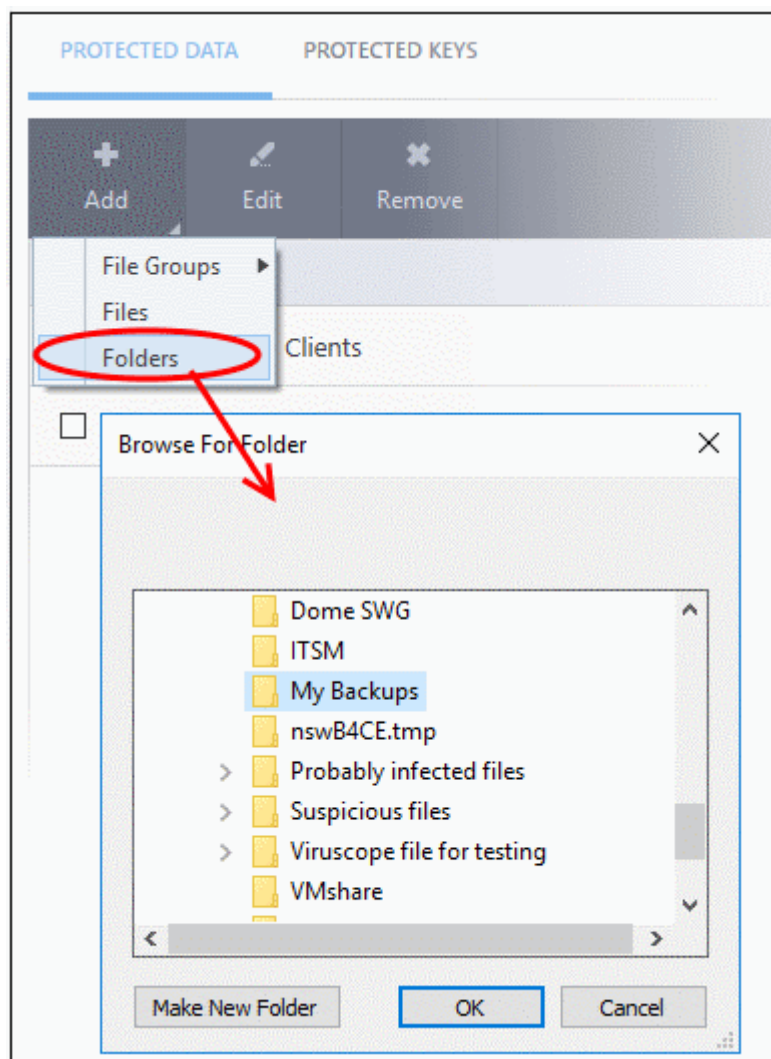 PROTECTED DATA PROTECTED KEYS
Add Edit Remove
File Groups
Files
Folders
Clients
Browse For Folder
Dome SWG
ITSM
My Backups
nswB4CE.tmp
Probably infected files
Suspicious files
Viruscope file for testing
VMshare
Make New Folder OK Cancel